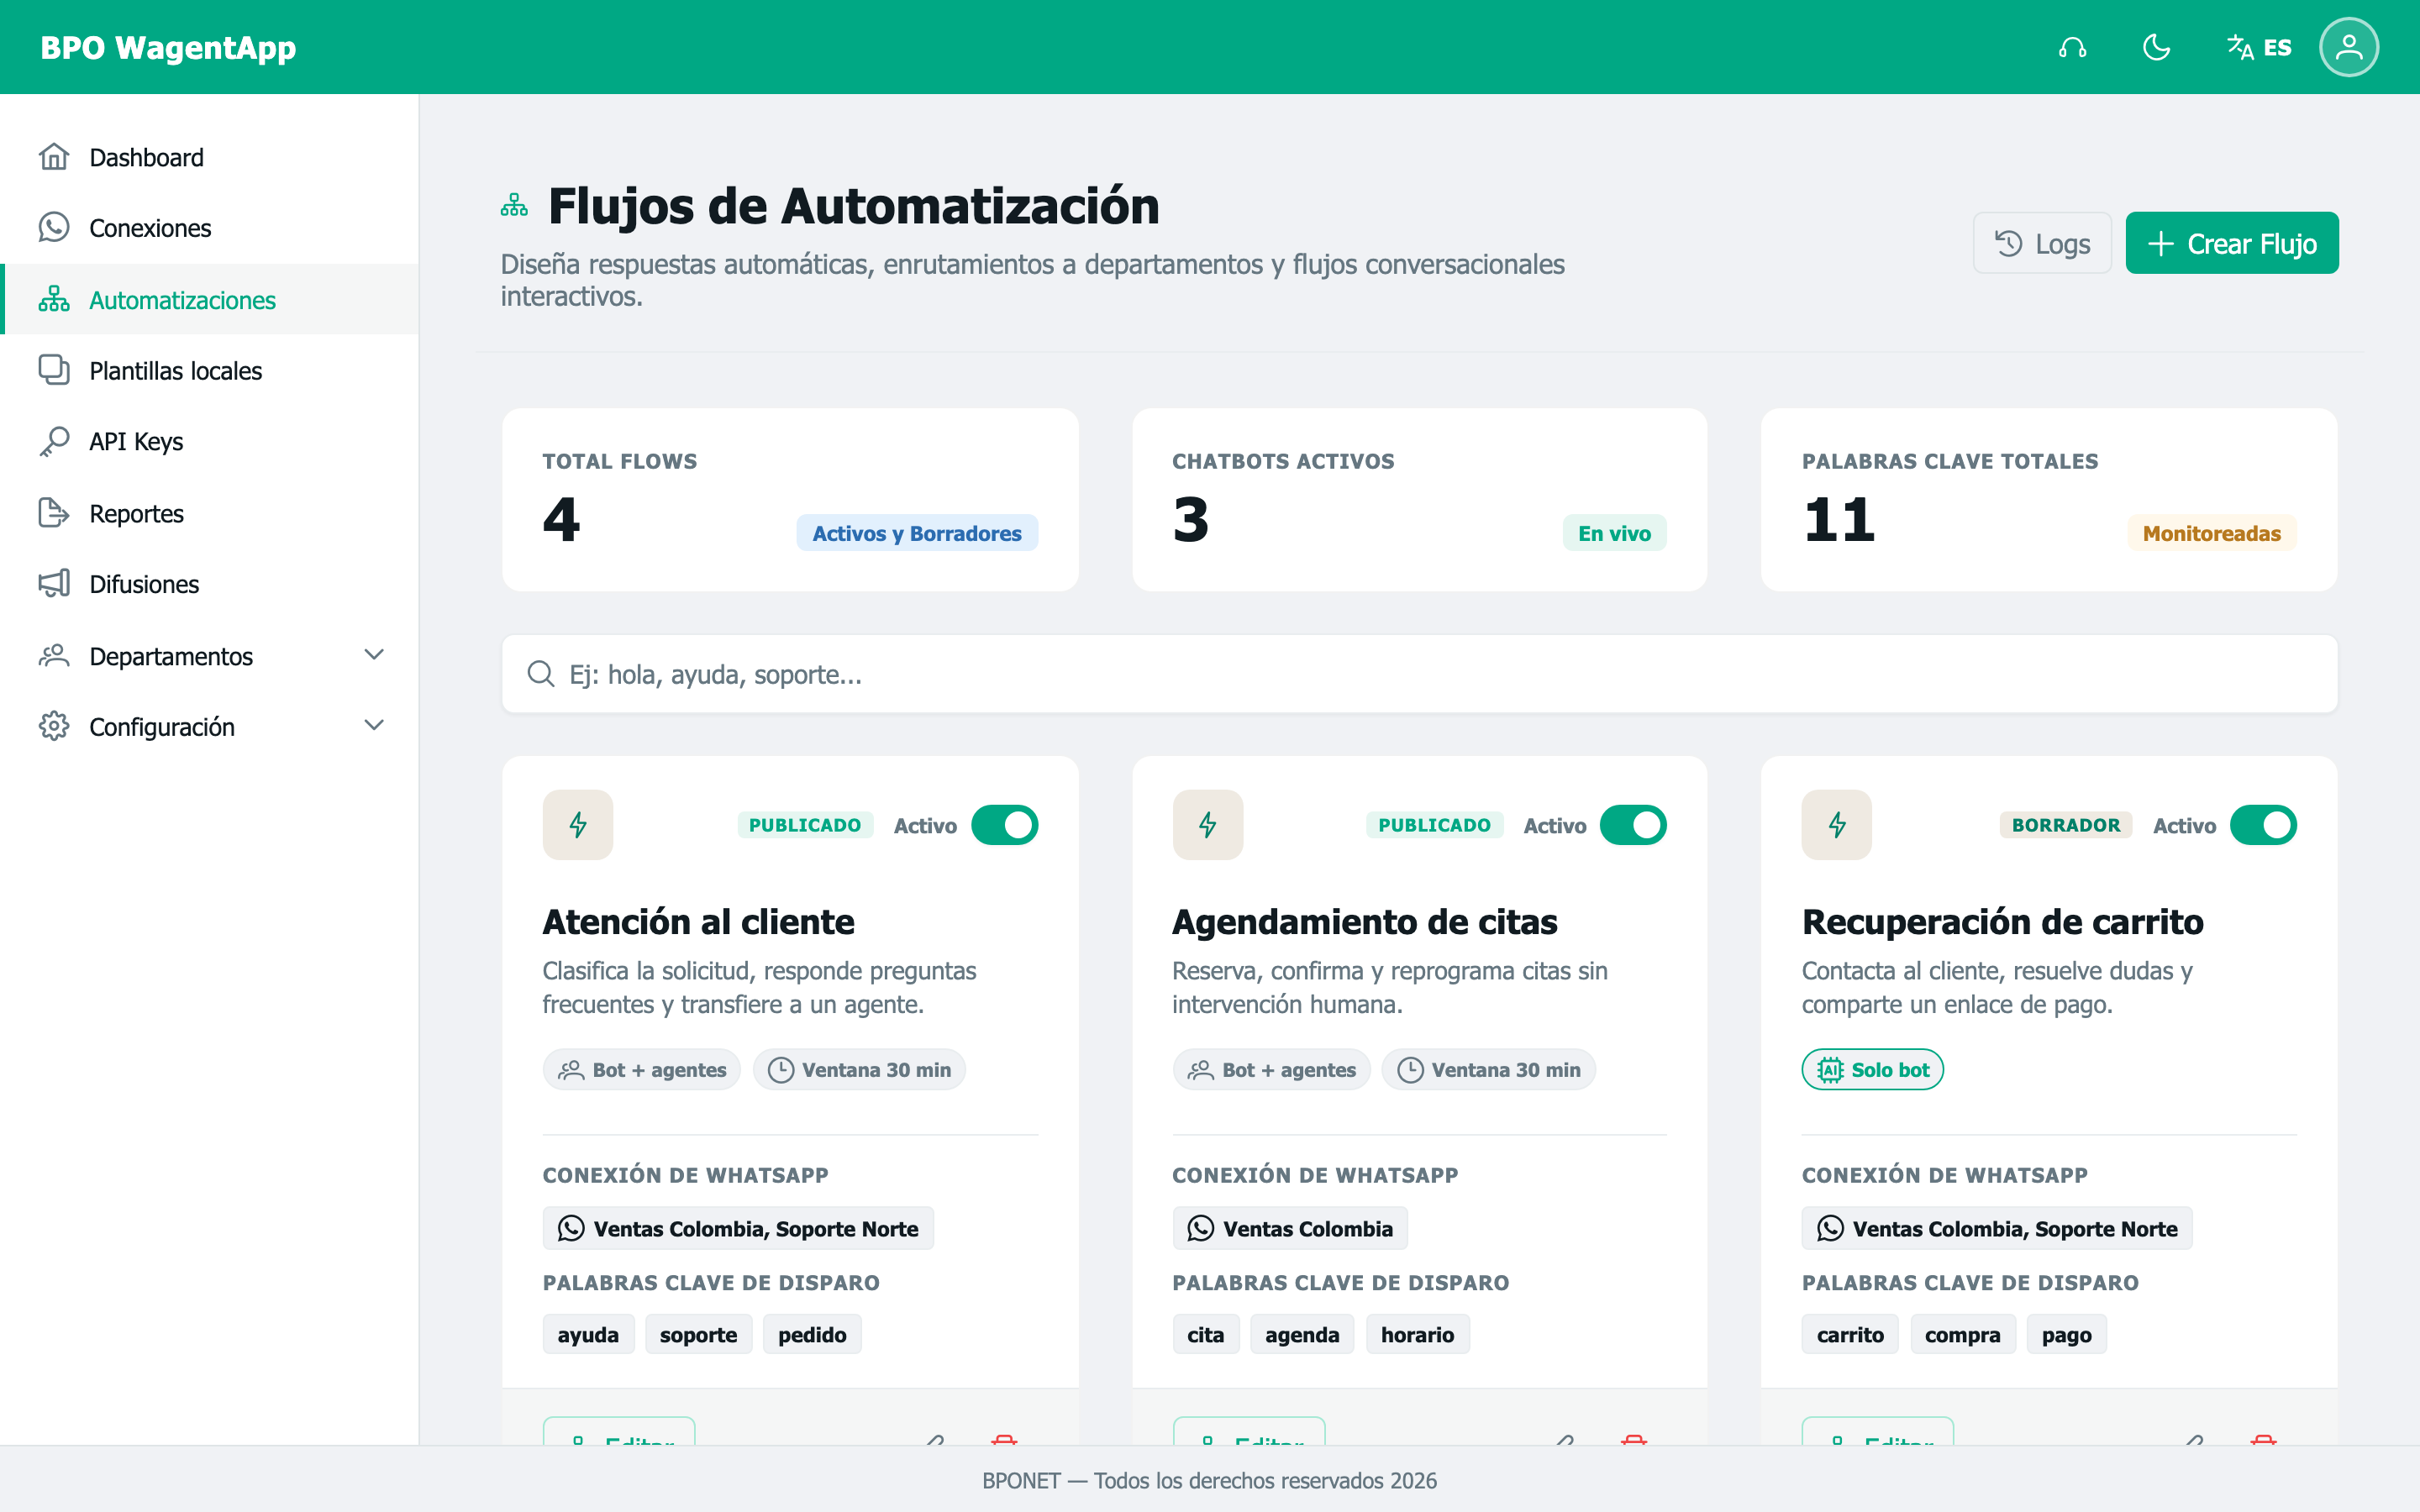 BPO WagentApp
ES
Dashboard
Conexiones
Automatizaciones
Plantillas locales
API Keys
Reportes
Difusiones
Departamentos
Configuración
Flujos de Automatización
Diseña respuestas automáticas, enrutamientos a departamentos y flujos conversacionales
interactivos.
Logs
Crear Flujo
TOTAL FLOWS
4
Activos y Borradores
CHATBOTS ACTIVOS
3
En vivo
PALABRAS CLAVE TOTALES
11
Monitoreadas
Ej: hola, ayuda, soporte...
PUBLICADO Activo
Atención al cliente
Clasifica la solicitud, responde preguntas
frecuentes y transfiere a un agente.
Bot + agentes Ventana 30 min
CONEXIÓN DE WHATSAPP
Ventas Colombia, Soporte Norte
PALABRAS CLAVE DE DISPARO
ayuda soporte pedido
Editar
PUBLICADO Activo
Agendamiento de citas
Reserva, confirma y reprograma citas sin
intervención humana.
Bot + agentes Ventana 30 min
CONEXIÓN DE WHATSAPP
Ventas Colombia
PALABRAS CLAVE DE DISPARO
cita agenda horario
Editar
BORRADOR Activo
Recuperación de carrito
Contacta al cliente, resuelve dudas y
comparte un enlace de pago.
AI Solo bot
CONEXIÓN DE WHATSAPP
Ventas Colombia, Soporte Norte
PALABRAS CLAVE DE DISPARO
carrito compra pago
Editar
BPONET — Todos los derechos reservados 2026